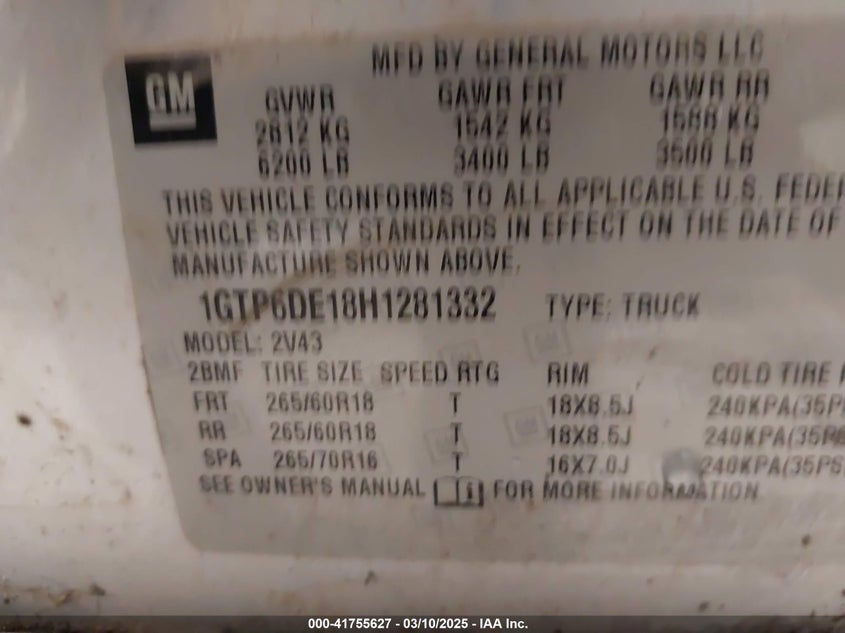 MFD BY GENERAL MOTORS LLC
GM
GVWR GAWR FRT GAWR RR
2812 KG 1542 KG 1588 KG
6200 LB 3400 LB 3500 LB
THIS VEHICLE CONFORMS TO ALL APPLICABLE U.S. FEDER
VEHICLE SAFETY STANDARDS IN EFFECT ON THE DATE OF
MANUFACTURE SHOWN ABOVE.
1GTP6DE18H1281332 TYPE: TRUCK
MODEL: 2V43
2BMF TIRE SIZE SPEED RTG RIM COLD TIRE
FRT 265/60R18 T 18X8.5J 240KPA(35P
RR 265/60R18 T 18X8.5J 240KPA(35PS
SPA 265/70R16 T 16X7.0J 240KPA(35PS
SEE OWNER'S MANUAL FOR MORE INFORMATION
000-41755627 - 03/10/2025 - IAA Inc.